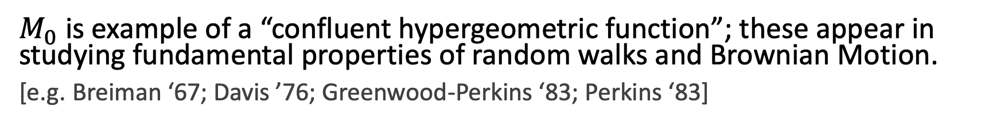 M₀ is example of a “confluent hypergeometric function”; these appear in
studying fundamental properties of random walks and Brownian Motion.
[e.g. Breiman ‘67; Davis ’76; Greenwood-Perkins ‘83; Perkins ‘83]